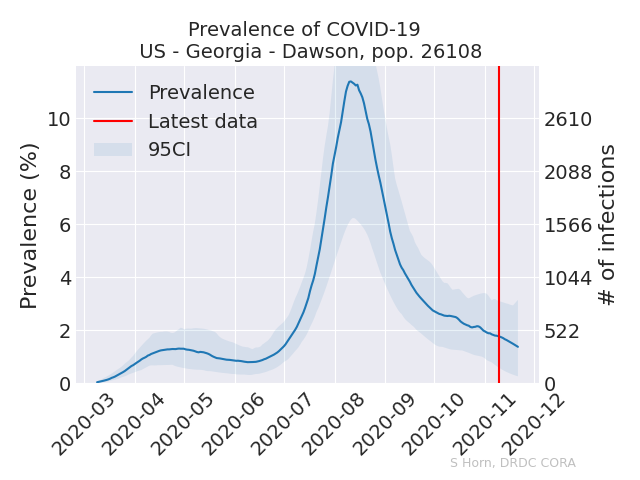 Prevalence of COVID-19
US - Georgia - Dawson, pop. 26108
Prevalence
Latest data
95CI
Prevalence (%)
10
8
6
4
2
0
2610
2088
1566
1044
522
0
# of infections
2020-03
2020-04
2020-05
2020-06
2020-07
2020-08
2020-09
2020-10
2020-11
2020-12
S Horn, DRDC CORA